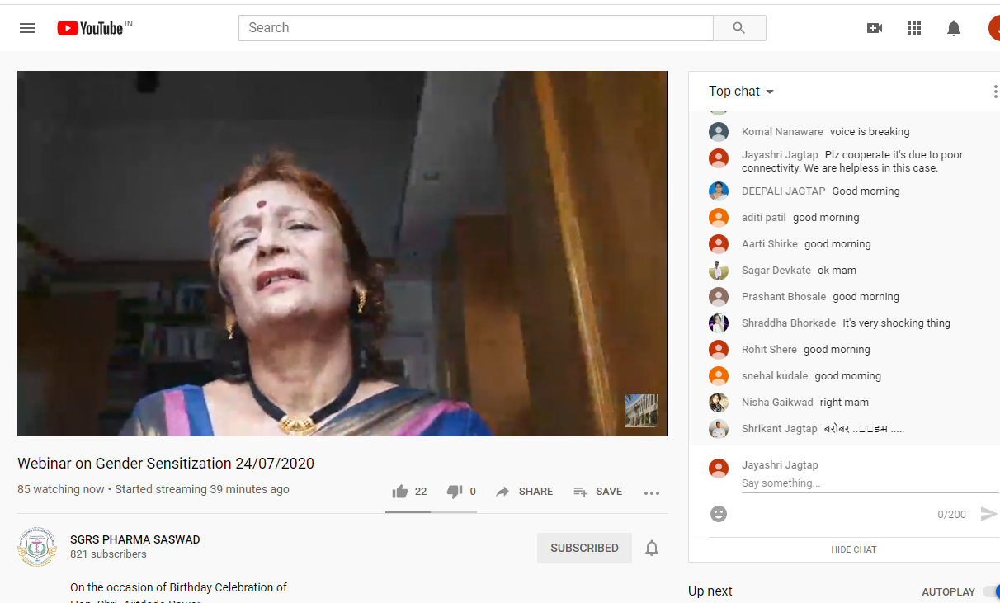 YouTube IN
Search
Top chat
Komal Nanaware voice is breaking
Jayashri Jagtap Plz cooperate it's due to poor
connectivity. We are helpless in this case.
DEEPALI JAGTAP Good morning
aditi patil good morning
Aarti Shirke good morning
Sagar Devkate ok mam
Prashant Bhosale good morning
Shraddha Bhorkade It's very shocking thing
Rohit Shere good morning
snehal kudale good morning
Nisha Gaikwad right mam
Shrikant Jagtap बरोबर ..□□डम .....
Jayashri Jagtap
Say something...
0/200
HIDE CHAT
Webinar on Gender Sensitization 24/07/2020
85 watching now • Started streaming 39 minutes ago
22 0 SHARE SAVE
SGRS PHARMA SASWAD
821 subscribers
SUBSCRIBED
On the occasion of Birthday Celebration of
Up next
AUTOPLAY